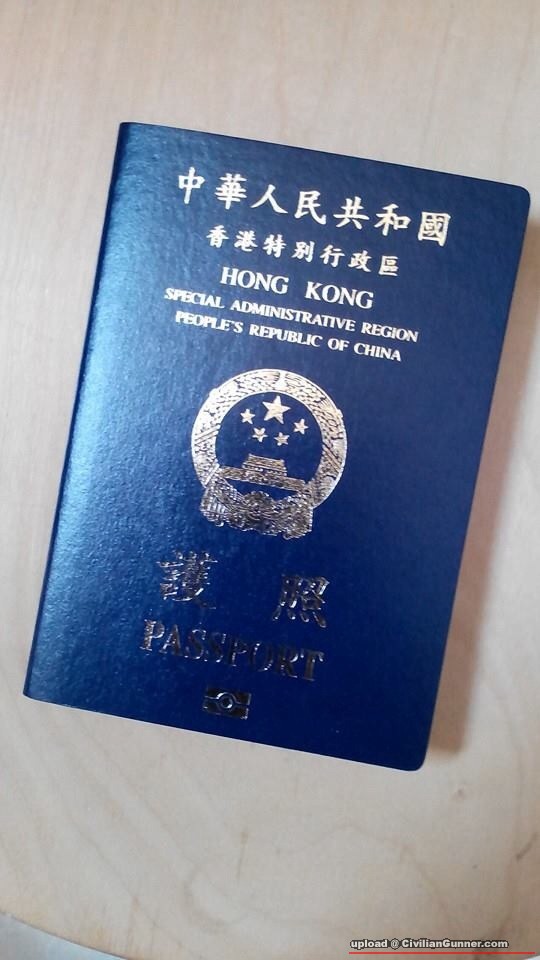 中華人民共和國
香港特別行政區
HONG KONG
SPECIAL ADMINISTRATIVE REGION
PEOPLE'S REPUBLIC OF CHINA
護照
PASSPORT
upload @ CivilianGunner.com